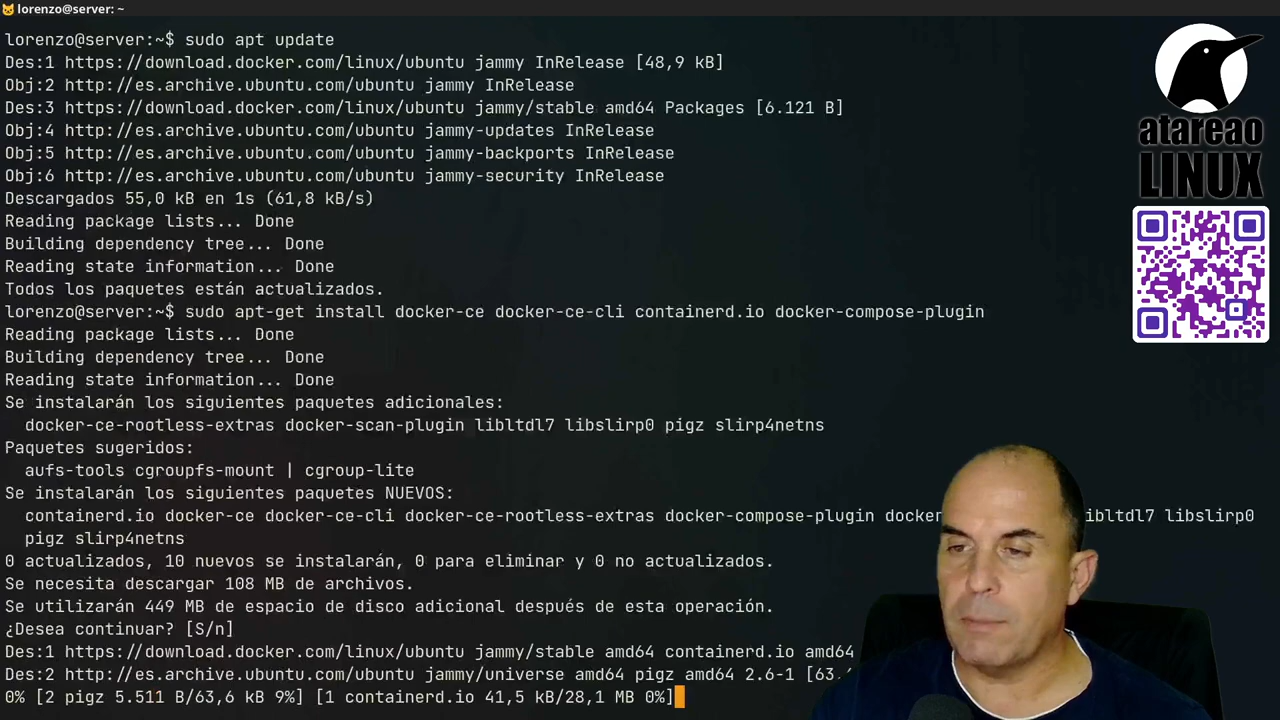 lorenzo@server: ~
lorenzo@server:~$ sudo apt update
Des:1 https://download.docker.com/linux/ubuntu jammy InRelease [48,9 kB]
Obj:2 http://es.archive.ubuntu.com/ubuntu jammy InRelease
Des:3 https://download.docker.com/linux/ubuntu jammy/stable amd64 Packages [6.121 B]
Obj:4 http://es.archive.ubuntu.com/ubuntu jammy-updates InRelease
Obj:5 http://es.archive.ubuntu.com/ubuntu jammy-backports InRelease
Obj:6 http://es.archive.ubuntu.com/ubuntu jammy-security InRelease
Descargados 55,0 kB en 1s (61,8 kB/s)
Reading package lists... Done
Building dependency tree... Done
Reading state information... Done
Todos los paquetes están actualizados.
lorenzo@server:~$ sudo apt-get install docker-ce docker-ce-cli containerd.io docker-compose-plugin
Reading package lists... Done
Building dependency tree... Done
Reading state information... Done
Se instalarán los siguientes paquetes adicionales:
docker-ce-rootless-extras docker-scan-plugin libltdl7 libslirp0 pigz slirp4netns
Paquetes sugeridos:
aufs-tools cgroupfs-mount | cgroup-lite
Se instalarán los siguientes paquetes NUEVOS:
containerd.io docker-ce docker-ce-cli docker-ce-rootless-extras docker-compose-plugin docker ibltdl7 libslirp0
pigz slirp4netns
0 actualizados, 10 nuevos se instalarán, 0 para eliminar y 0 no actualizados.
Se necesita descargar 108 MB de archivos.
Se utilizarán 449 MB de espacio de disco adicional después de esta operación.
¿Desea continuar? [S/n]
Des:1 https://download.docker.com/linux/ubuntu jammy/stable amd64 containerd.io amd64
Des:2 http://es.archive.ubuntu.com/ubuntu jammy/universe amd64 pigz amd64 2.6-1 [63,
0% [2 pigz 5.511 B/63,6 kB 9%] [1 containerd.io 41,5 kB/28,1 MB 0%]
atareao
LINUX